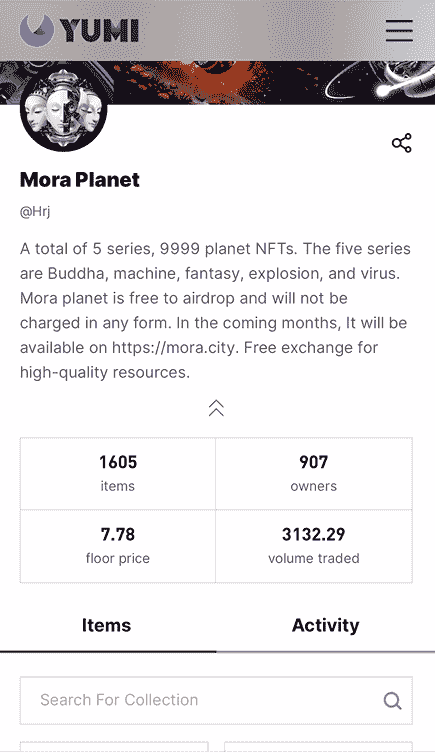 YUMI
Mora Planet
@Hrj
A total of 5 series, 9999 planet NFTs. The five series
are Buddha, machine, fantasy, explosion, and virus.
Mora planet is free to airdrop and will not be
charged in any form. In the coming months, It will be
available on https://mora.city. Free exchange for
high-quality resources.
1605
907
items
owners
7.78
3132.29
floor price
volume traded
Items
Activity
Search For Collection